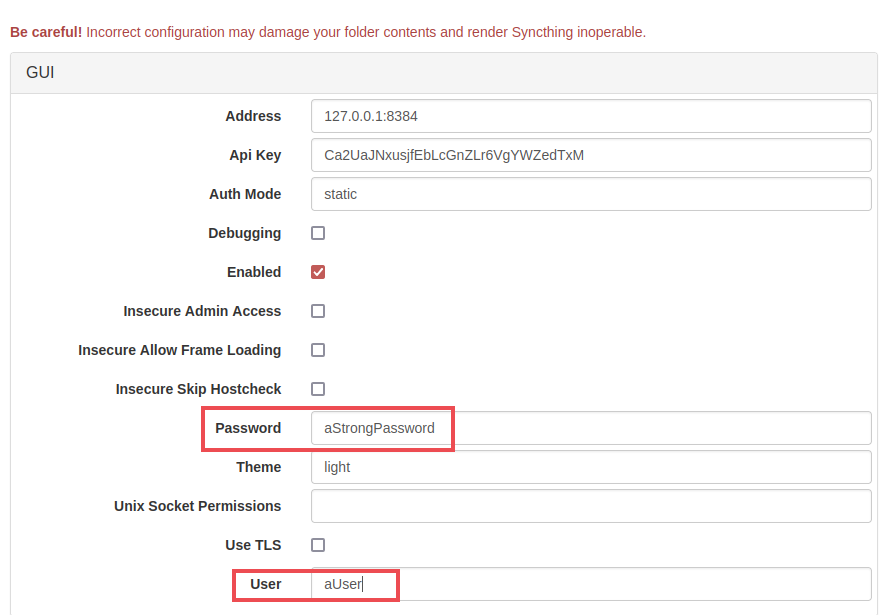 Be careful! Incorrect configuration may damage your folder contents and render Syncthing inoperable.
GUI
Address 127.0.0.1:8384
Api Key Ca2UaJNxusjfEbLcGnZLr6VgYWZedTxM
Auth Mode static
Debugging
Enabled
Insecure Admin Access
Insecure Allow Frame Loading
Insecure Skip Hostcheck
Password aStrongPassword
Theme light
Unix Socket Permissions
Use TLS
User aUser